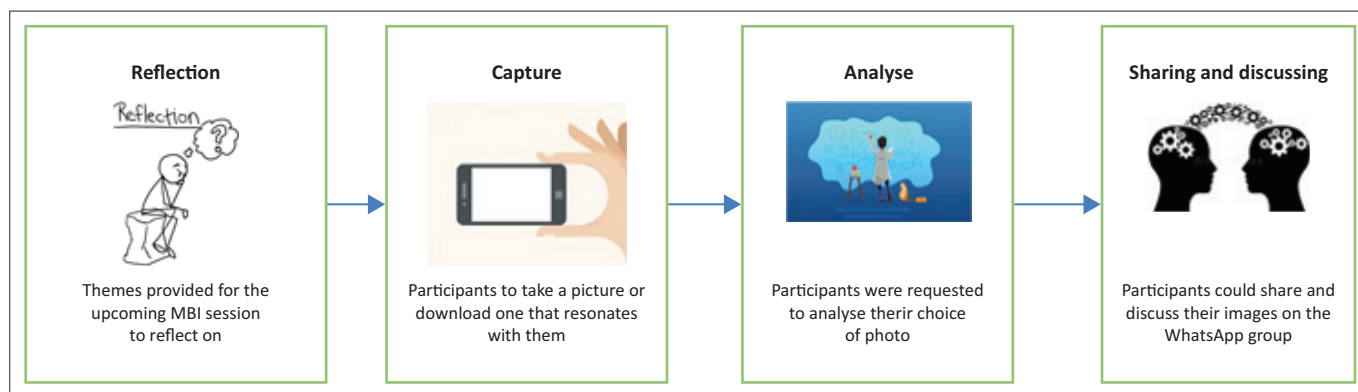 Reflection
Reflection
?
Themes provided for the
upcoming MBI session
to reflect on
Capture
Participants to take a picture or
download one that resonates
with them
Analyse
Participants were requested
to analyse therir choice
of photo
Sharing and discussing
Participants could share and
discuss their images on the
WhatsApp group